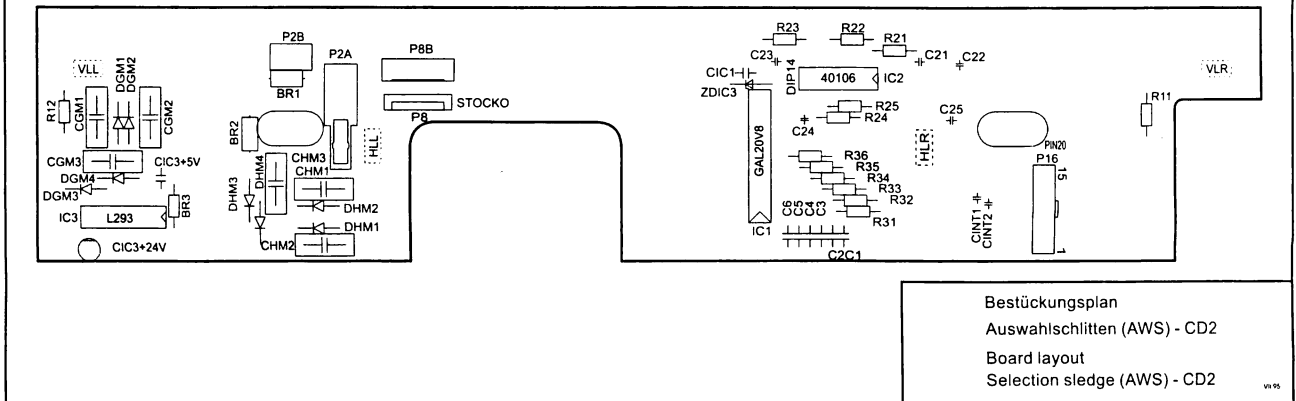 R23
R22
R21
P2B
P2A
P8B
C23
C21
C22
VLL
DGM1
DGM2
CIC1
DIP14
40106
IC2
VLR
ZDIC3
BR1
R12
CGM1
CGM2
STOCKO
P8
R25
R24
C25
R11
BR2
HLL
C24
HLR
PIN20
P16
15
CGM3
CIC3+5V
DHM4
CHM3
CHM1
GAL20V8
R36
R35
R34
R33
R32
R31
DGM4
DGM3
BR3
DHM3
DHM2
IC3
L293
DHM1
C6
C5
C4
C3
CINT1
CINT2
IC1
CIC3+24V
CHM2
C2C1
1
Bestückungsplan
Auswahlschlitten (AWS) - CD2
Board layout
Selection sledge (AWS) - CD2
VII 95